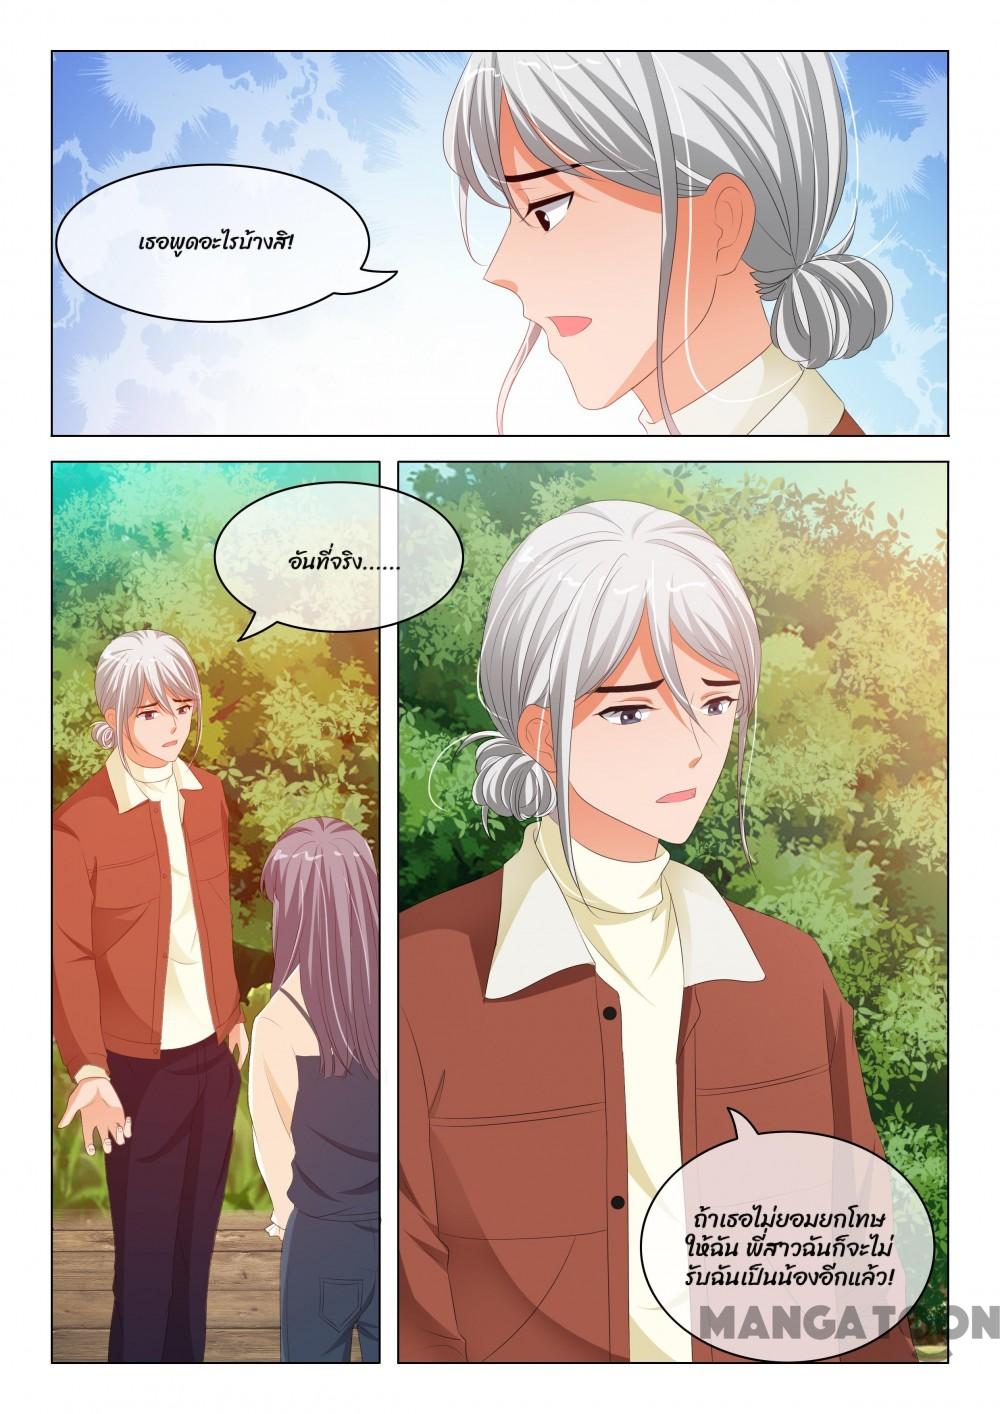 เธอพูดอะไรบ้างสิ!
อันที่จริง......
ถ้าเธอไม่ยอมยกโทษ
ให้ฉัน พี่สาวฉันก็จะไม่
รับฉันเป็นน้องอีกแล้ว!
MANGATOON